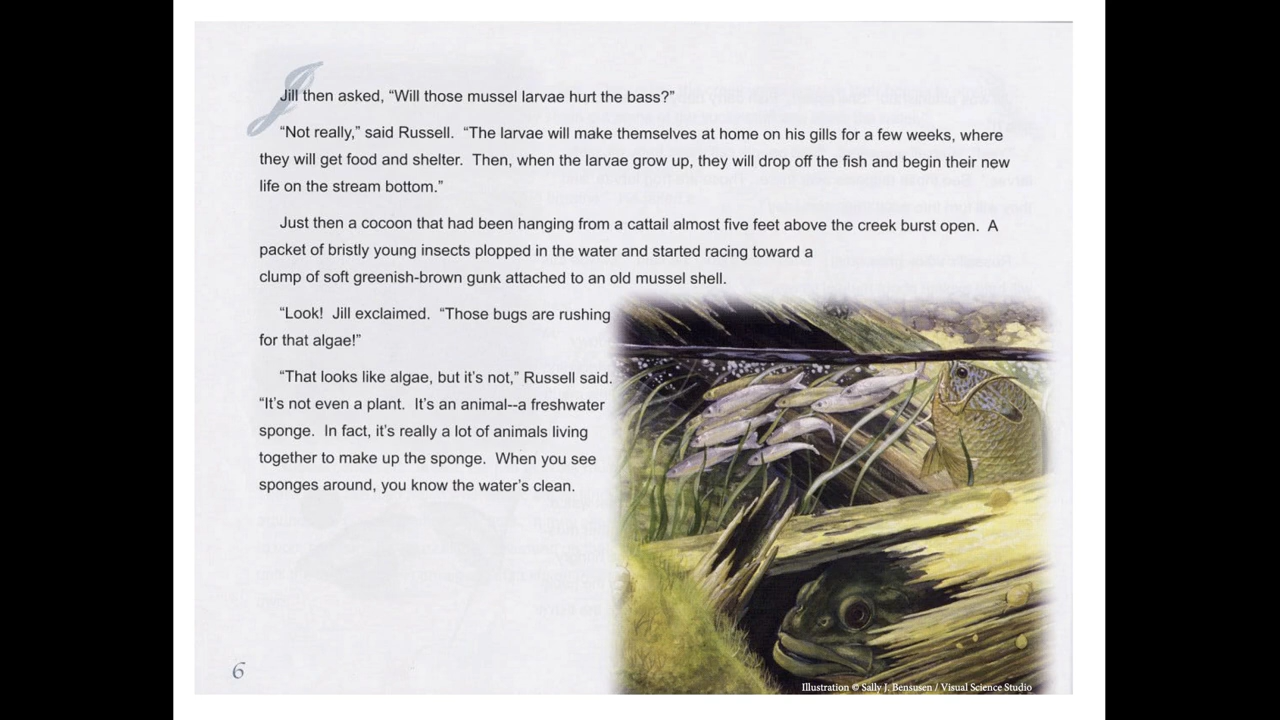 Jill then asked, “Will those mussel larvae hurt the bass?”
“Not really,” said Russell.  “The larvae will make themselves at home on his gills for a few weeks, where
they will get food and shelter.  Then, when the larvae grow up, they will drop off the fish and begin their new
life on the stream bottom.”
Just then a cocoon that had been hanging from a cattail almost five feet above the creek burst open.  A
packet of bristly young insects plopped in the water and started racing toward a
clump of soft greenish-brown gunk attached to an old mussel shell.
“Look!  Jill exclaimed.  “Those bugs are rushing
for that algae!”
“That looks like algae, but it’s not,” Russell said.
“It’s not even a plant.  It’s an animal--a freshwater
sponge.  In fact, it’s really a lot of animals living
together to make up the sponge.  When you see
sponges around, you know the water’s clean.
6
Illustration © Sally J. Bensusen / Visual Science Studio